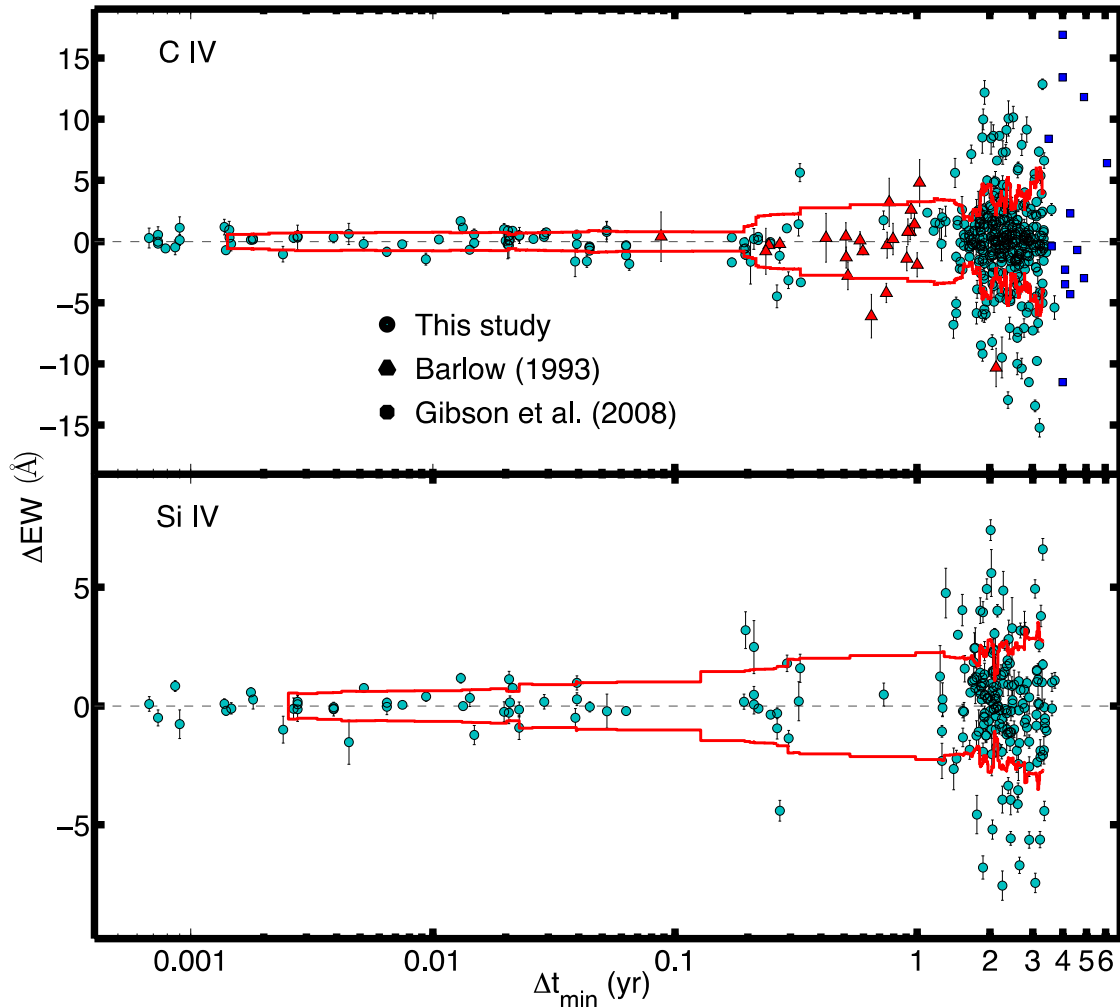 C IV
15
10
5
0
−5
−10
−15
This study
Barlow (1993)
Gibson et al. (2008)
ΔEW (Å)
Si IV
5
0
−5
0.001 0.01 0.1 1 2 3 4 5 6
Δt_min (yr)